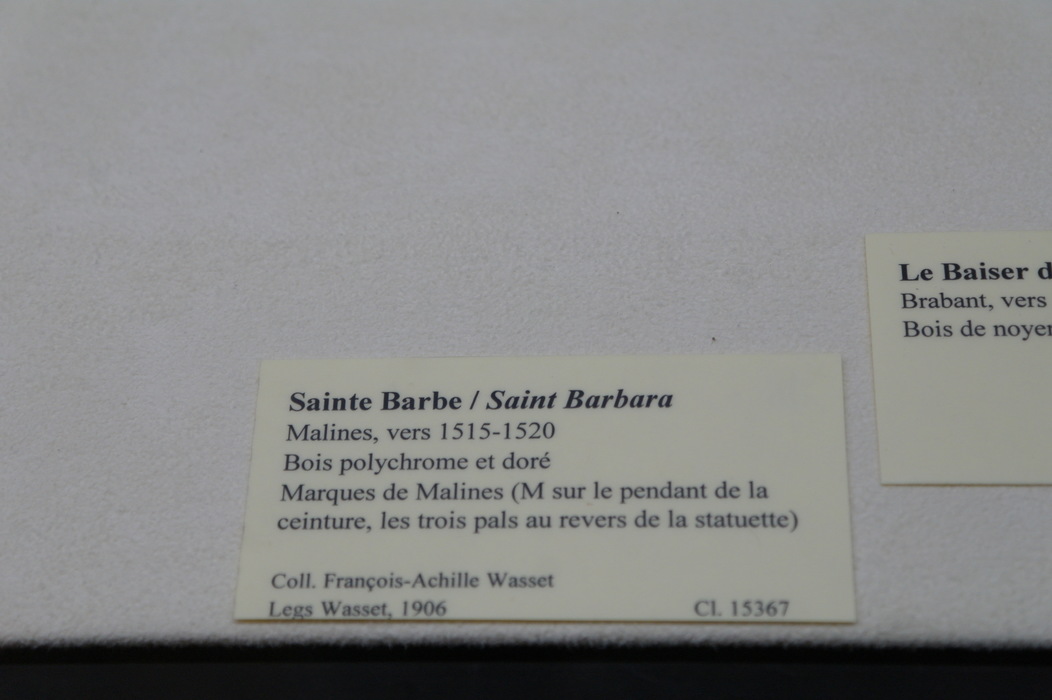 Sainte Barbe / Saint Barbara
Malines, vers 1515-1520
Bois polychrome et doré
Marques de Malines (M sur le pendant de la
ceinture, les trois pals au revers de la statuette)
Coll. François-Achille Wasset
Legs Wasset, 1906 Cl. 15367
Le Baiser
Brabant, vers
Bois de